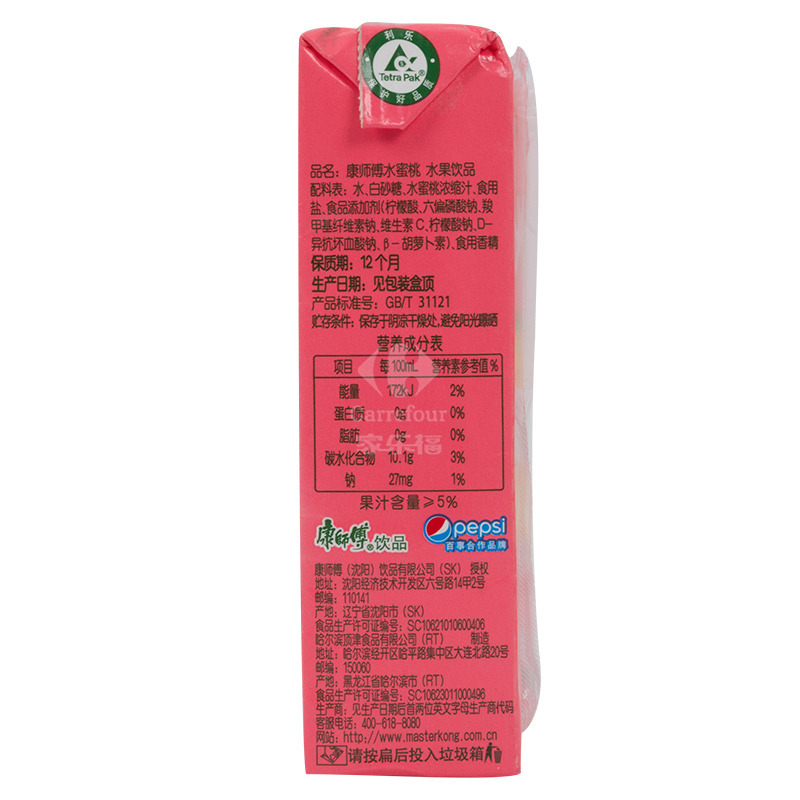 利乐
Tetra Pak®
保护好品质
品名：康师傅水蜜桃 水果饮品
配料表：水、白砂糖、水蜜桃浓缩汁、食用
盐、食品添加剂（柠檬酸、六偏磷酸钠、羧
甲基纤维素钠、维生素C、柠檬酸钠、D-
异抗坏血酸钠、β-胡萝卜素）、食用香精
保质期：12个月
生产日期：见包装盒顶
产品标准号：GB/T 31121
贮存条件：保存于阴凉干燥处，避免阳光曝晒
营养成分表
项目 每100mL 营养素参考值%
能量 172kJ 2%
蛋白质 0g 0%
Carrefour
脂肪 0g 0%
家乐福
碳水化合物 10.1g 3%
钠 27mg 1%
果汁含量≥5%
康師傅®饮品
pepsi
百事合作品牌
康师傅（沈阳）饮品有限公司（SK） 授权
地址：沈阳经济技术开发区六号路14甲2号
邮编：110141
产地：辽宁省沈阳市（SK）
食品生产许可证编号：SC10621010600406
哈尔滨顶津食品有限公司（RT） 制造
地址：哈尔滨经开区哈平路集中区大连北路20号
邮编：150060
产地：黑龙江省哈尔滨市（RT）
食品生产许可证编号：SC10623011000496
生产商：见生产日期后首两位英文字母生产商代码
客服电话：400-618-8080
网站：http://www.masterkong.com.cn
请按扁后投入垃圾箱